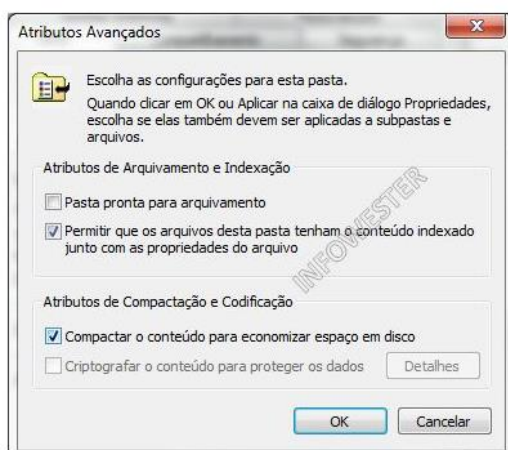 Atributos Avançados
Escolha as configurações para esta pasta.
Quando clicar em OK ou Aplicar na caixa de diálogo Propriedades,
escolha se elas também devem ser aplicadas a subpastas e
arquivos.
Atributos de Arquivamento e Indexação
Pasta pronta para arquivamento
Permitir que os arquivos desta pasta tenham o conteúdo indexado
junto com as propriedades do arquivo
INFOWESTER
Atributos de Compactação e Codificação
Compactar o conteúdo para economizar espaço em disco
Criptografar o conteúdo para proteger os dados Detalhes
OK Cancelar